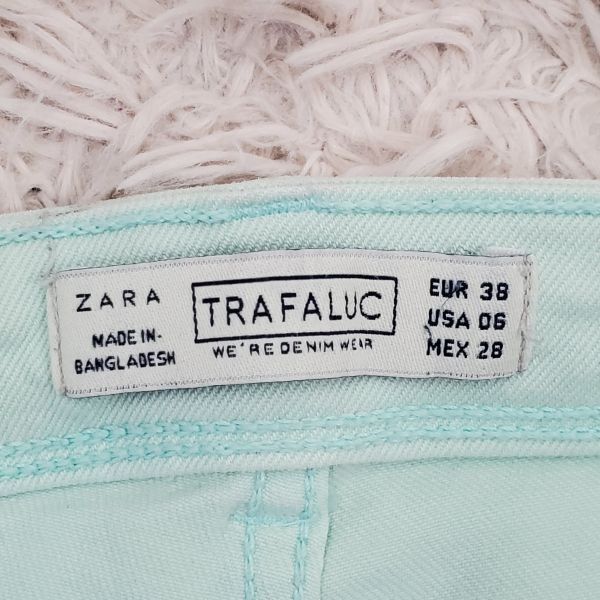 ZARA
MADE IN-
BANGLADESH
TRAFALUC
WE'RE DENIM WEAR
EUR 38
USA 06
MEX 28